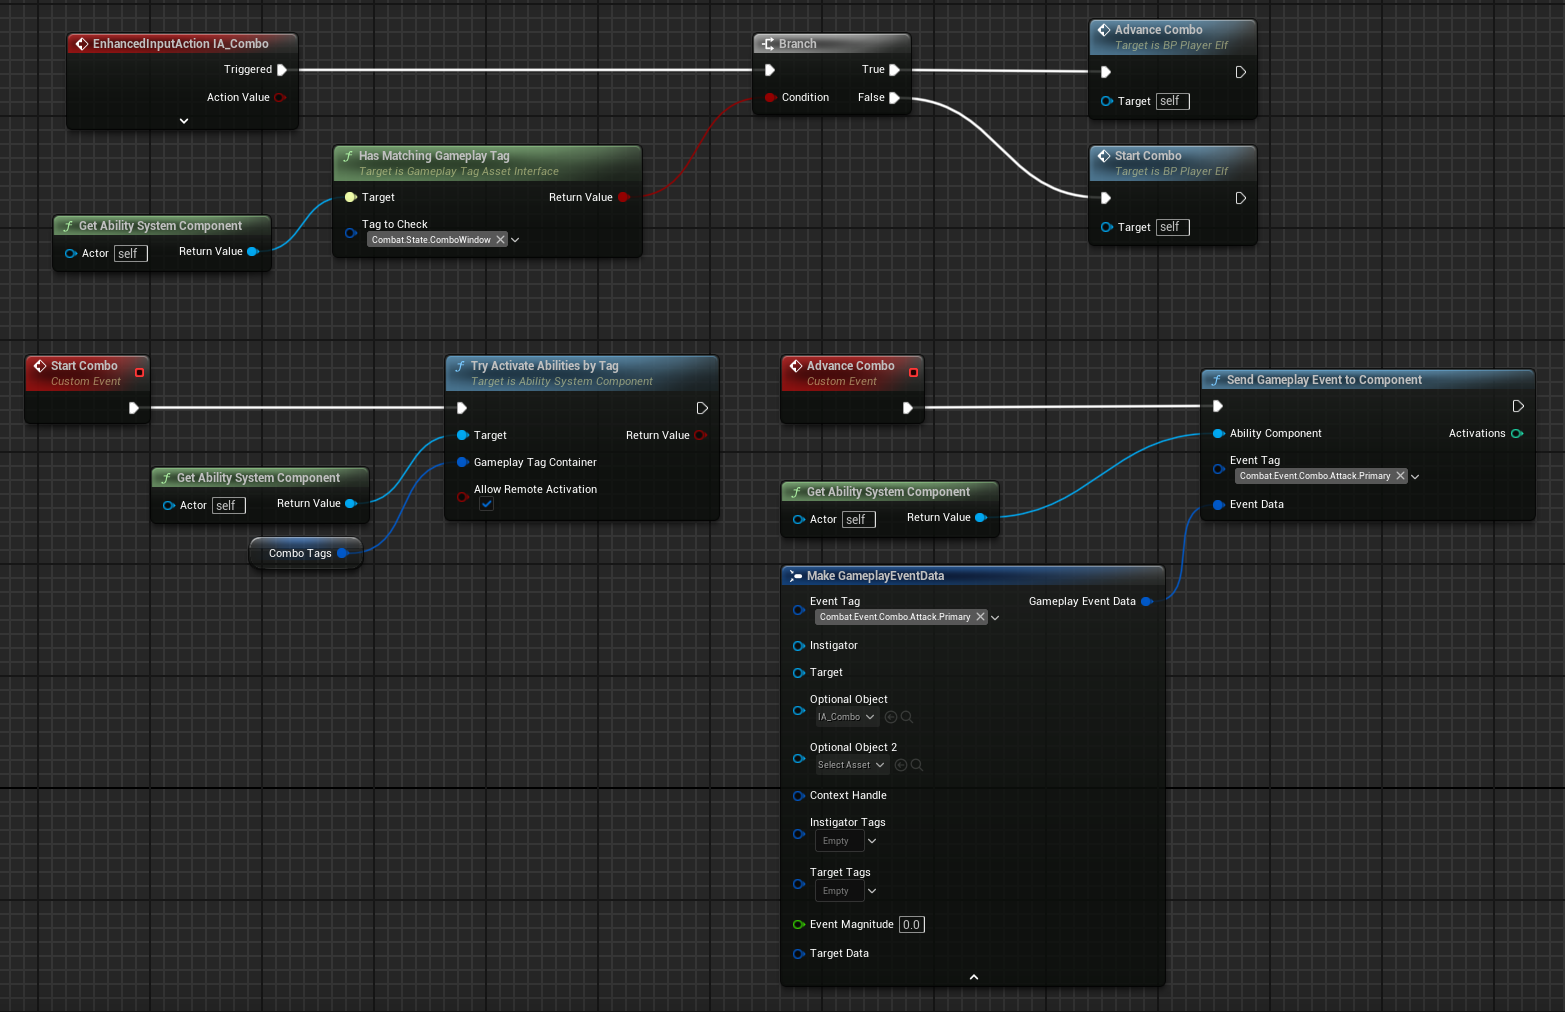 EnhancedInputAction IA_Combo
Triggered
Action Value
Branch
True
Condition
False
Advance Combo
Target is BP Player Elf
Target self
Has Matching Gameplay Tag
Target is Gameplay Tag Asset Interface
Target
Return Value
Tag to Check
Combat.State.ComboWindow
Get Ability System Component
Actor self
Return Value
Start Combo
Target is BP Player Elf
Target self
Start Combo
Custom Event
Try Activate Abilities by Tag
Target is Ability System Component
Target
Return Value
Gameplay Tag Container
Allow Remote Activation
Get Ability System Component
Actor self
Return Value
Combo Tags
Advance Combo
Custom Event
Send Gameplay Event to Component
Ability Component
Activations
Event Tag
Combat.Event.Combo.Attack.Primary
Event Data
Get Ability System Component
Actor self
Return Value
Make GameplayEventData
Event Tag
Gameplay Event Data
Combat.Event.Combo.Attack.Primary
Instigator
Target
Optional Object
IA_Combo
Optional Object 2
Select Asset
Context Handle
Instigator Tags
Empty
Target Tags
Empty
Event Magnitude 0.0
Target Data